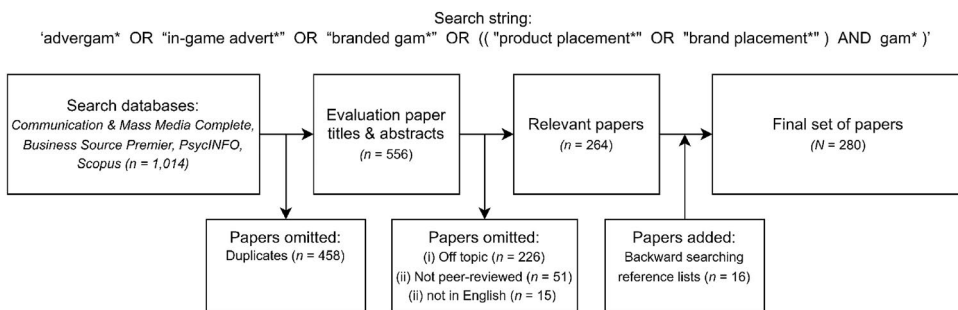 Search string:
‘advergam* OR “in-game advert*” OR “branded gam*” OR (( "product placement*" OR "brand placement*" ) AND gam* )’
Search databases:
Communication & Mass Media Complete,
Business Source Premier, PsycINFO,
Scopus (n = 1,014)
Evaluation paper
titles & abstracts
(n = 556)
Relevant papers
(n = 264)
Final set of papers
(N = 280)
Papers omitted:
Duplicates (n = 458)
Papers omitted:
(i) Off topic (n = 226)
(ii) Not peer-reviewed (n = 51)
(ii) not in English (n = 15)
Papers added:
Backward searching
reference lists (n = 16)